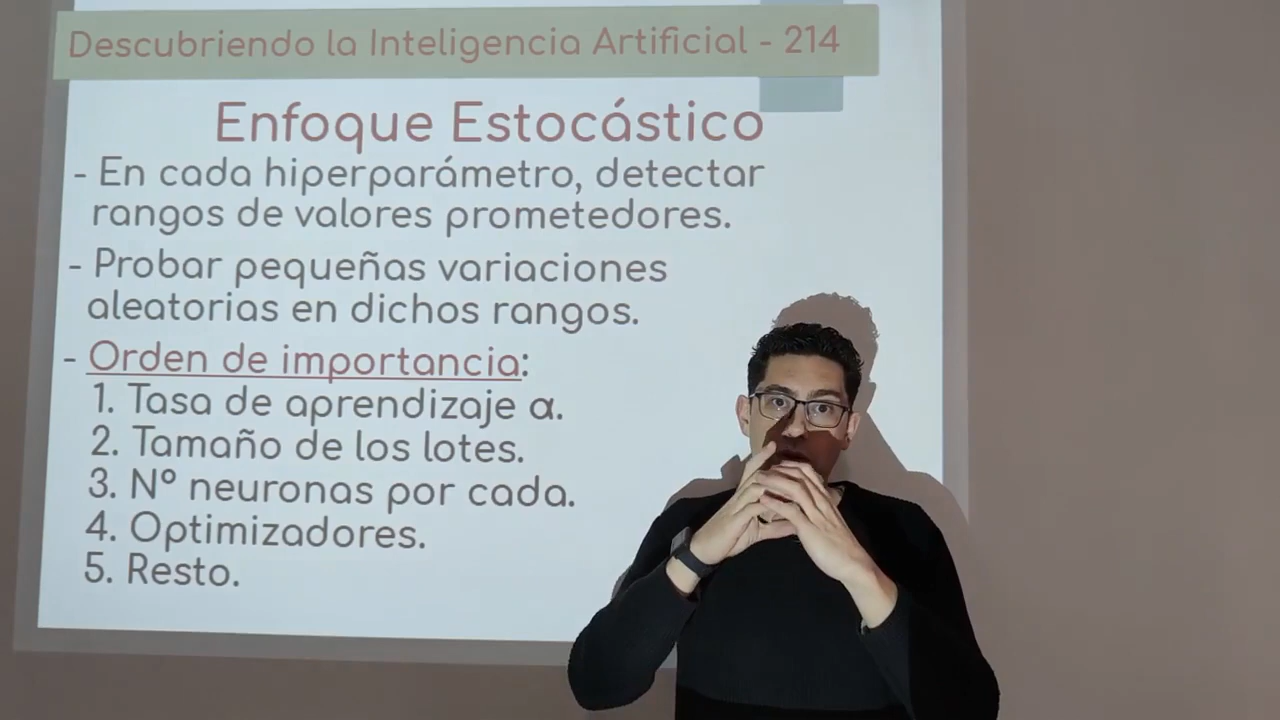 Descubriendo la Inteligencia Artificial - 214
Enfoque Estocástico
- En cada hiperparámetro, detectar
rangos de valores prometedores.
- Probar pequeñas variaciones
aleatorias en dichos rangos.
- Orden de importancia:
1. Tasa de aprendizaje α.
2. Tamaño de los lotes.
3. Nº neuronas por cada.
4. Optimizadores.
5. Resto.